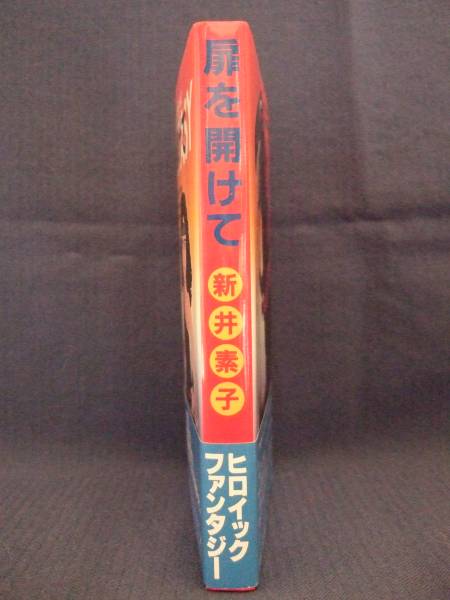 扉を開けて
新井素子
ヒロイック
ファンタジー